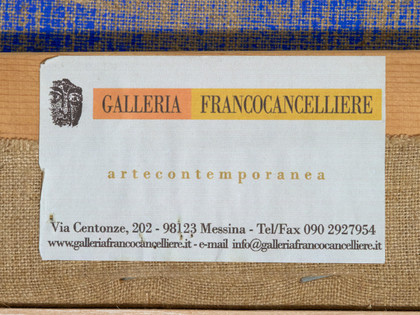 GALLERIA FRANCOCANCELLIERE
artecontemporanea
Via Centonze, 202 - 98123 Messina - Tel/Fax 090 2927954
www.galleriafrancocancelliere.it - e-mail info@galleriafrancocancelliere.it